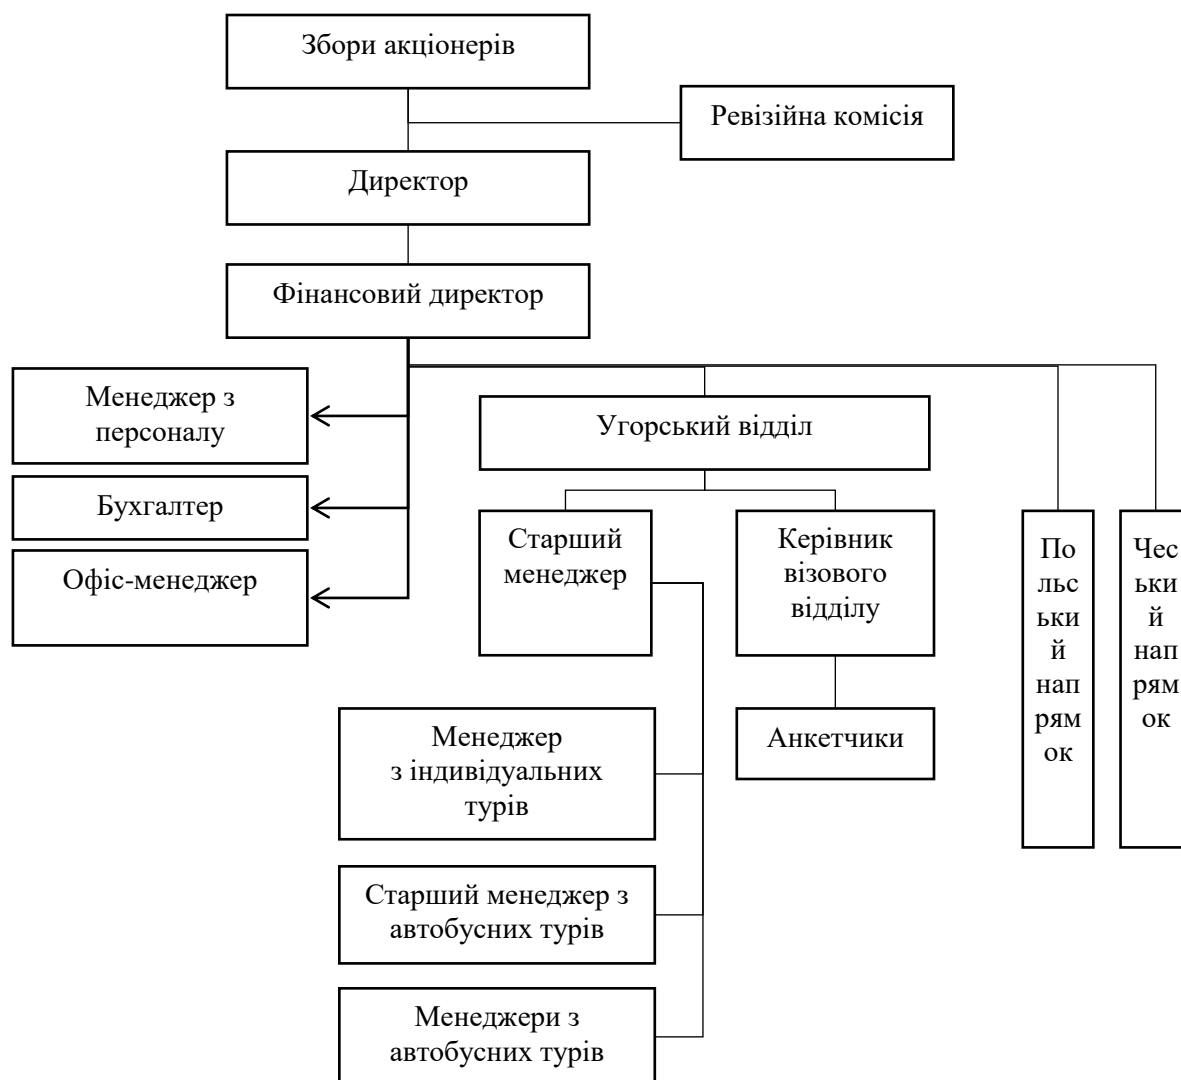 Збори акціонерів
Ревізійна комісія
Директор
Фінансовий директор
Менеджер з
персоналу
Бухгалтер
Офіс-менеджер
Угорський відділ
Старший
менеджер
Керівник
візового
відділу
Анкетчики
По
льс
ьки
й
нап
рям
ок
Чес
ьки
й
нап
рям
ок
Менеджер
з індивідуальних
турів
Старший менеджер з
автобусних турів
Менеджери з
автобусних турів